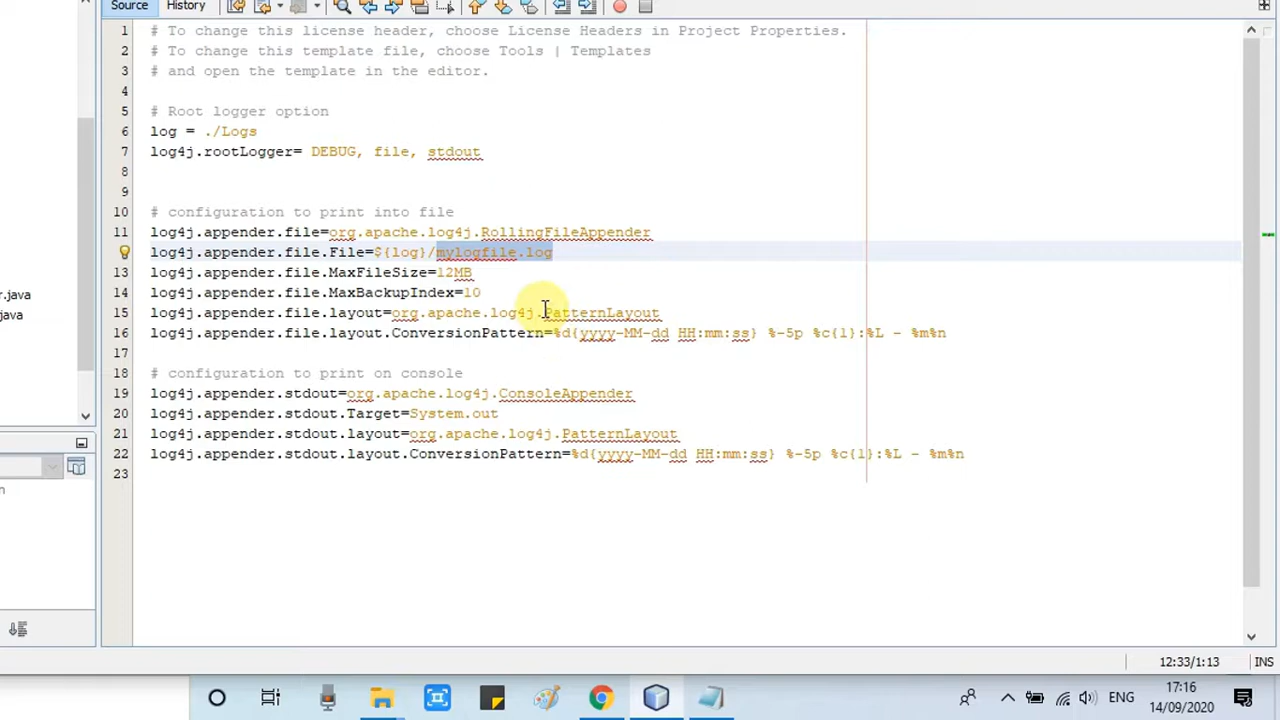 Source History
1 # To change this license header, choose License Headers in Project Properties.
2 # To change this template file, choose Tools | Templates
3 # and open the template in the editor.
4
5 # Root logger option
6 log = ./Logs
7 log4j.rootLogger= DEBUG, file, stdout
8
9
10 # configuration to print into file
11 log4j.appender.file=org.apache.log4j.RollingFileAppender
log4j.appender.file.File=${log}/mylogfile.log
13 log4j.appender.file.MaxFileSize=12MB
14 log4j.appender.file.MaxBackupIndex=10
15 log4j.appender.file.layout=org.apache.log4j.PatternLayout
16 log4j.appender.file.layout.ConversionPattern=%d{yyyy-MM-dd HH:mm:ss} %-5p %c{1}:%L - %m%n
17
18 # configuration to print on console
19 log4j.appender.stdout=org.apache.log4j.ConsoleAppender
20 log4j.appender.stdout.Target=System.out
21 log4j.appender.stdout.layout=org.apache.log4j.PatternLayout
22 log4j.appender.stdout.layout.ConversionPattern=%d{yyyy-MM-dd HH:mm:ss} %-5p %c{1}:%L - %m%n
23
r.java
java
n
12:33/1:13 INS
ENG
17:16
14/09/2020